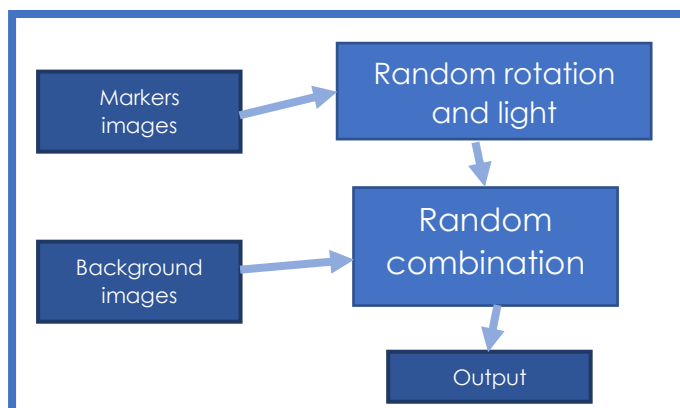 Markers
images
Random rotation
and light
Random
combination
Background
images
Output